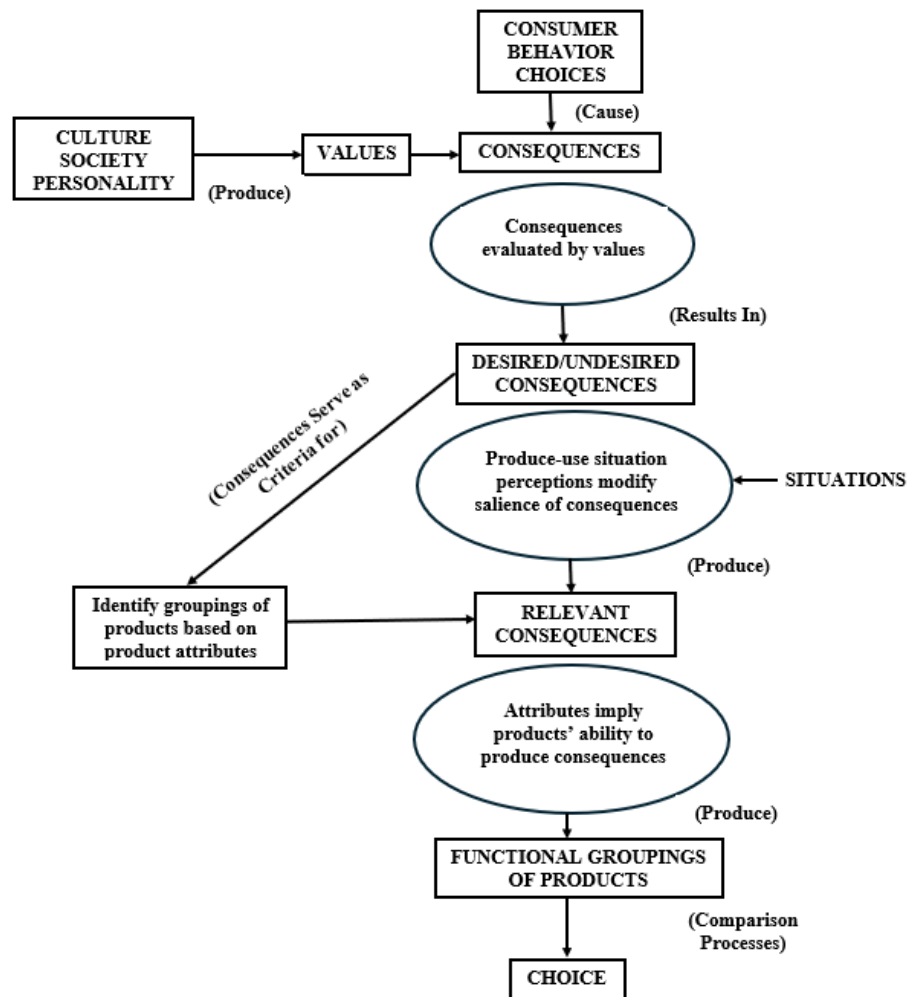 CONSUMER
BEHAVIOR
CHOICES
(Cause)
CULTURE
SOCIETY
PERSONALITY
(Produce)
VALUES
CONSEQUENCES
Consequences
evaluated by values
(Results In)
DESIRED/UNDESIRED
CONSEQUENCES
(Consequences Serve as
Criteria for)
Produce-use situation
perceptions modify
salience of consequences
SITUATIONS
(Produce)
Identify groupings of
products based on
product attributes
RELEVANT
CONSEQUENCES
Attributes imply
products’ ability to
produce consequences
(Produce)
FUNCTIONAL GROUPINGS
OF PRODUCTS
(Comparison
Processes)
CHOICE